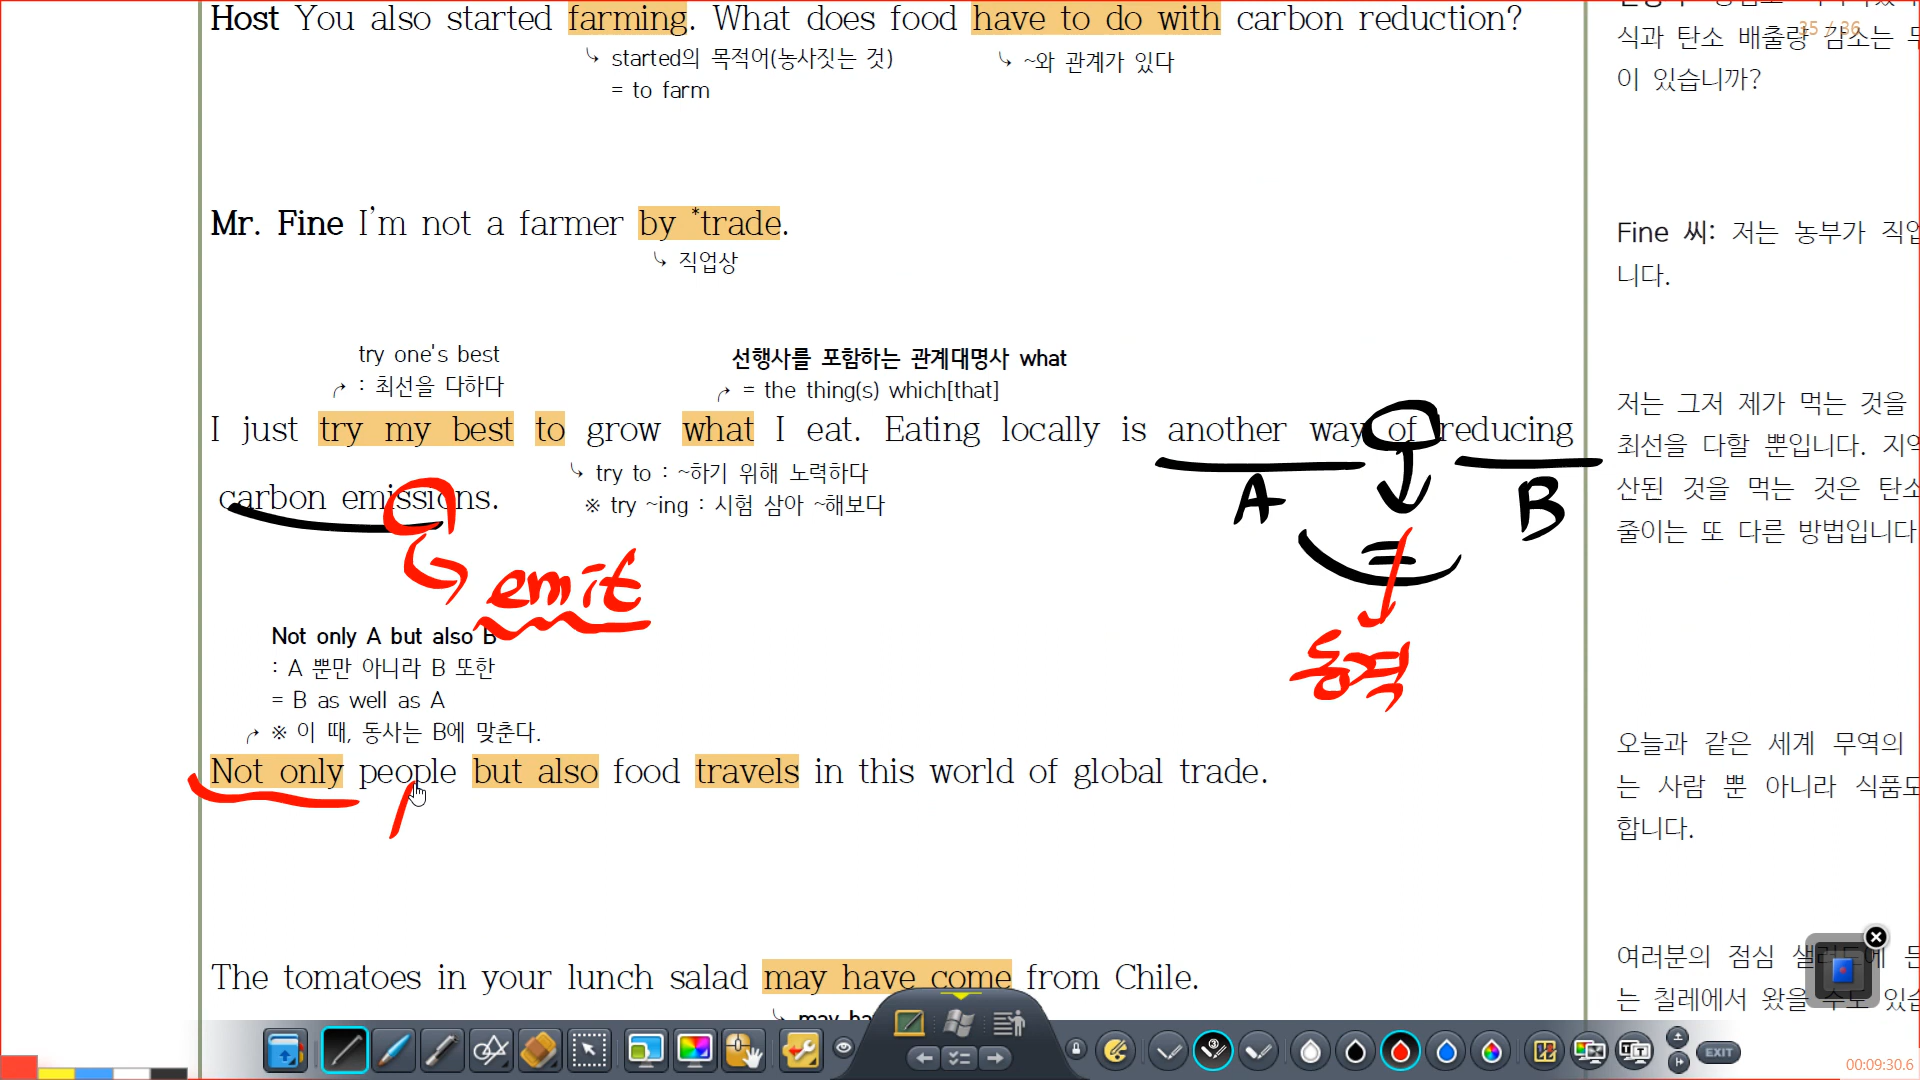 Host You also started farming. What does food have to do with carbon reduction?
started의 목적어(농사짓는 것)
= to farm
~와 관계가 있다
Mr. Fine I'm not a farmer by *trade.
직업상
try one's best
: 최선을 다하다
선행사를 포함하는 관계대명사 what
= the thing(s) which[that]
I just try my best to grow what I eat. Eating locally is another way of reducing
try to : ~하기 위해 노력하다
※ try ~ing : 시험 삼아 ~해보다
carbon emissions.
A
=
B
emit
동격
Not only A but also B
: A 뿐만 아니라 B 또한
= B as well as A
※ 이 때, 동사는 B에 맞춘다.
Not only people but also food travels in this world of global trade.
The tomatoes in your lunch salad may have come from Chile.
35 / 36
식과 탄소 배출량 감소는
이 있습니까?
Fine 씨: 저는 농부가
니다.
저는 그저 제가 먹는 것을
최선을 다할 뿐입니다.
산된 것을 먹는 것은
줄이는 또 다른 방법입니다
오늘과 같은 세계 무역의
는 사람 뿐 아니라
합니다.
여러분의 점심
는 칠레에서 왔을 수도
EXIT
00:09:30.6